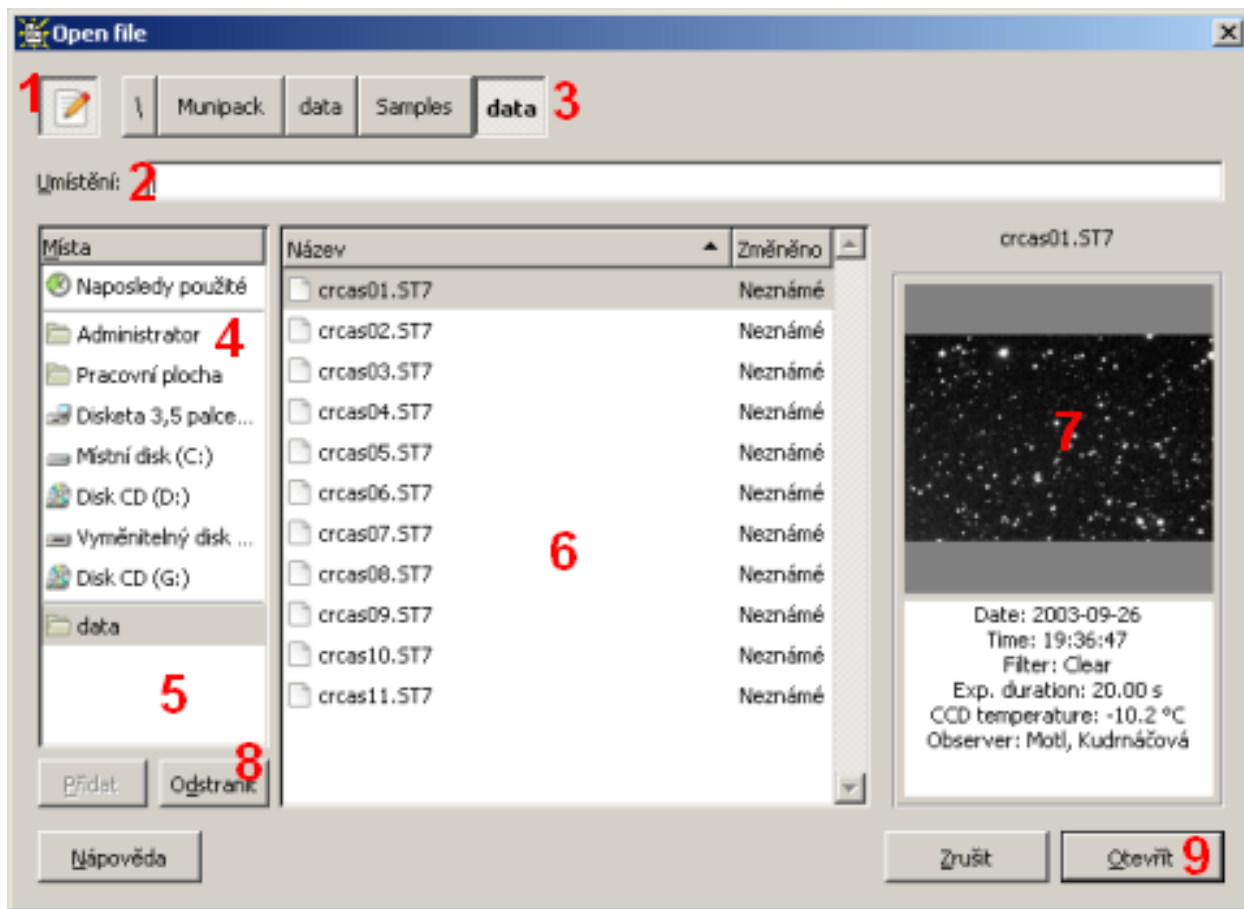 Open file
1
\ Munipack data Samples data 3
Umístění: 2
Místa
Naposledy použité
Administrator 4
Pracovní plocha
Disketa 3,5 palce...
Místní disk (C:)
Disk CD (D:)
Vyměnitelný disk ...
Disk CD (G:)
data
5
Přidat Odstranit 8
Název Změněno
crcas01.ST7 Neznámé
crcas02.ST7 Neznámé
crcas03.ST7 Neznámé
crcas04.ST7 Neznámé
crcas05.ST7 Neznámé
crcas06.ST7 Neznámé
crcas07.ST7 Neznámé
crcas08.ST7 Neznámé
crcas09.ST7 Neznámé
crcas10.ST7 Neznámé
crcas11.ST7 Neznámé
6
crcas01.ST7
7
Date: 2003-09-26
Time: 19:36:47
Filter: Clear
Exp. duration: 20.00 s
CCD temperature: -10.2 °C
Observer: Motl, Kudrnáčová
Nápověda Zrušit Otevřít 9